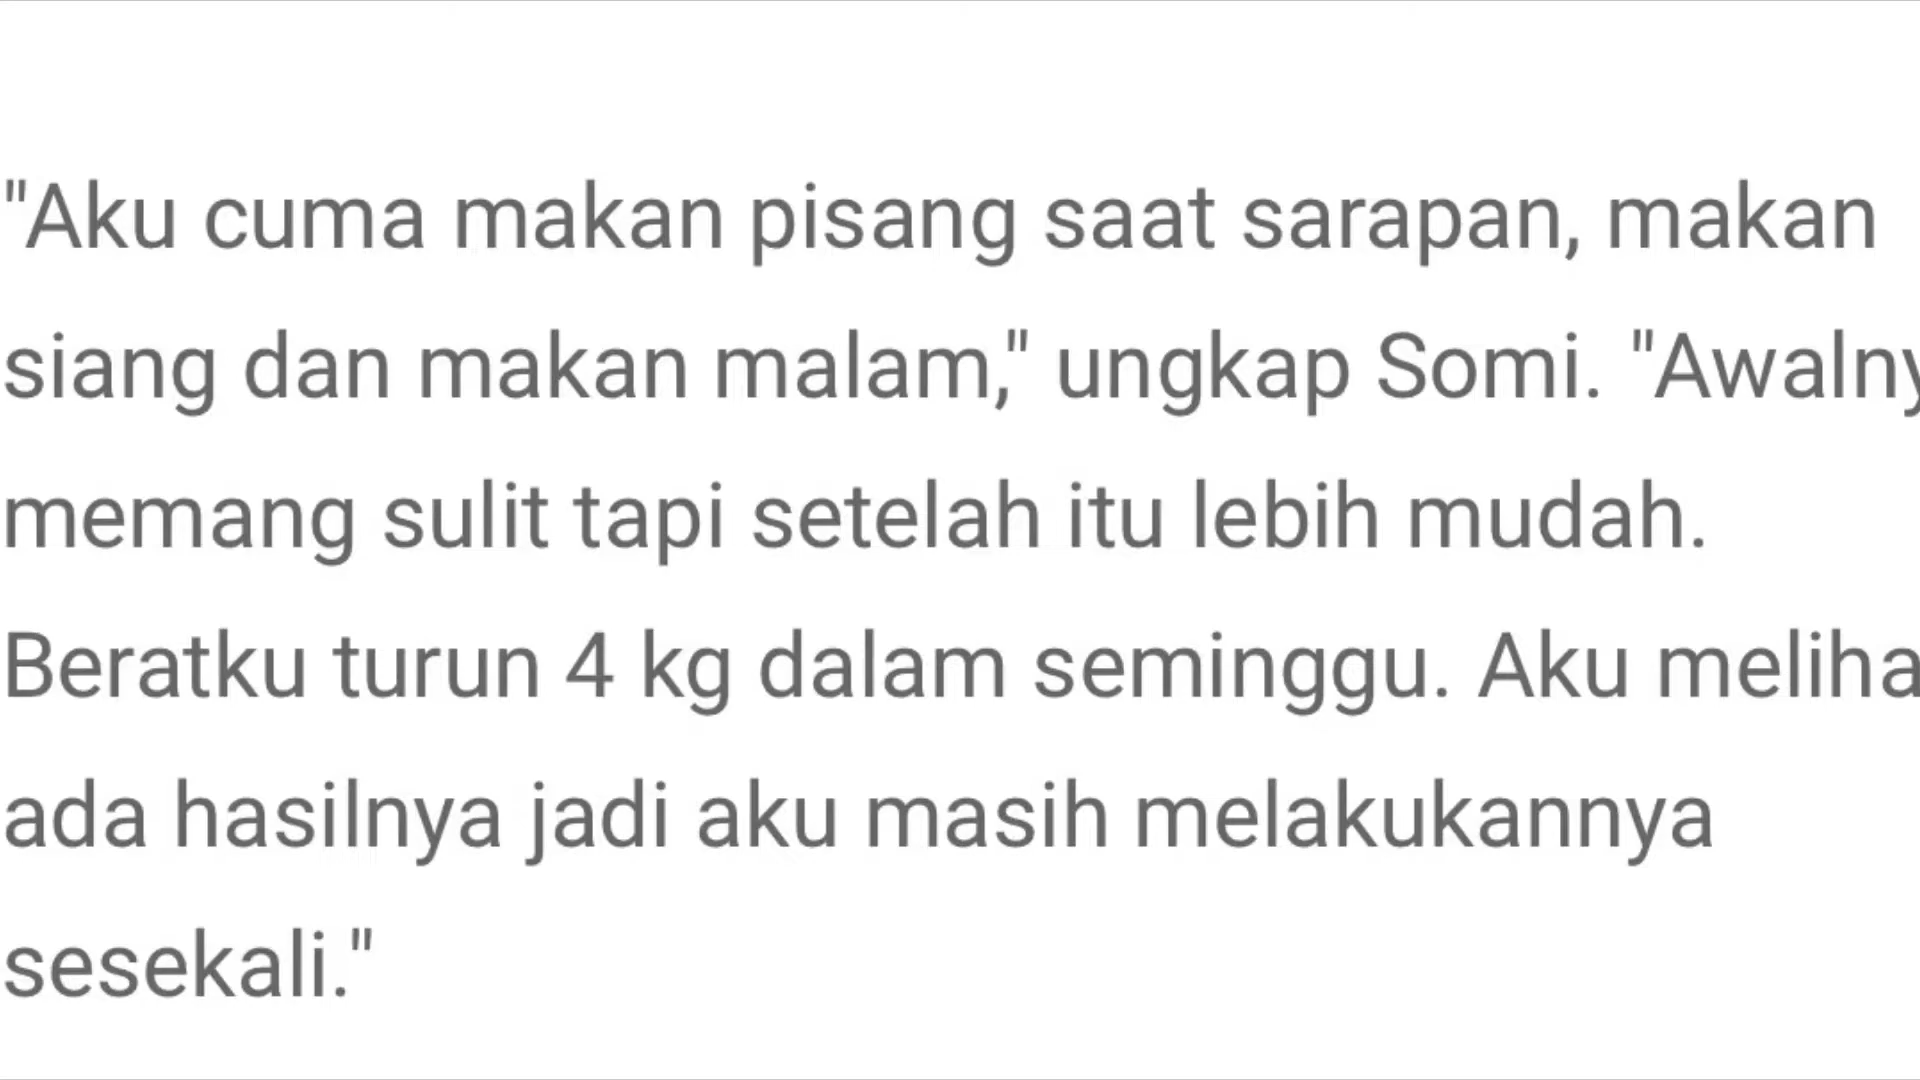 "Aku cuma makan pisang saat sarapan, makan
siang dan makan malam," ungkap Somi. "Awalny
memang sulit tapi setelah itu lebih mudah.
Beratku turun 4 kg dalam seminggu. Aku meliha
ada hasilnya jadi aku masih melakukannya
sesekali."